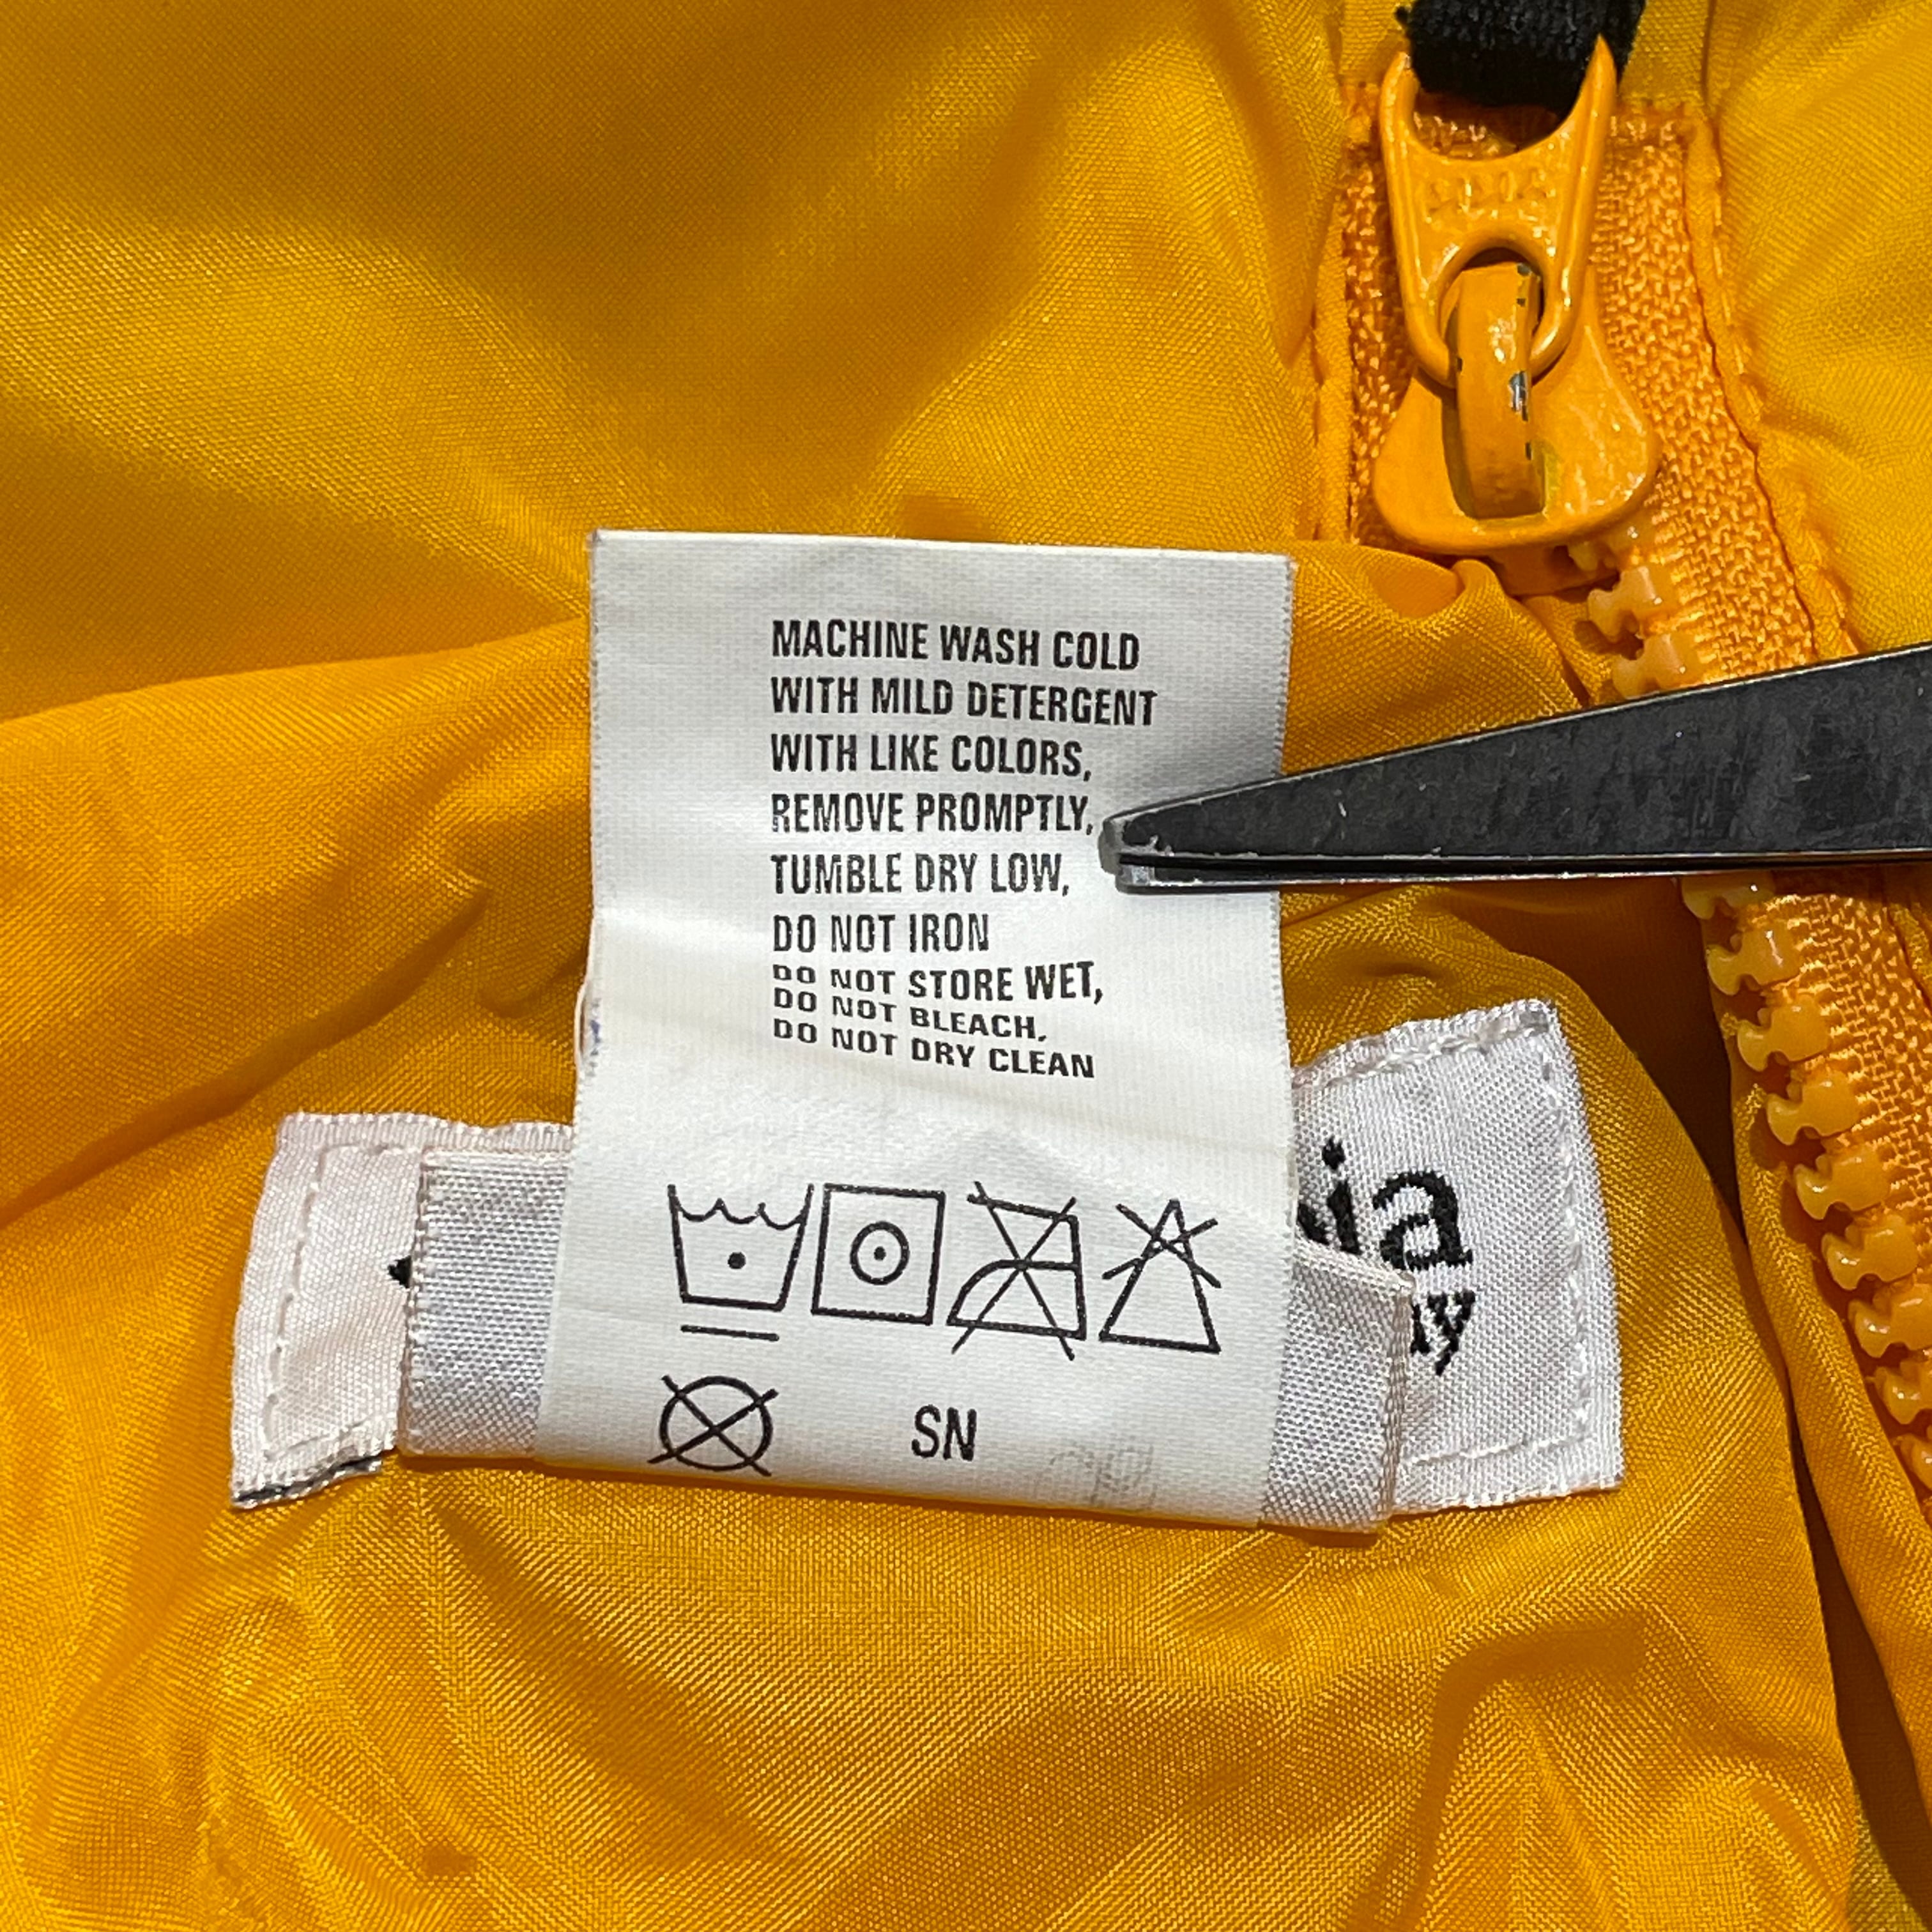 MACHINE WASH COLD
WITH MILD DETERGENT
WITH LIKE COLORS,
REMOVE PROMPTLY,
TUMBLE DRY LOW,
DO NOT IRON
DO NOT STORE WET,
DO NOT BLEACH.
DO NOT DRY CLEAN
SN